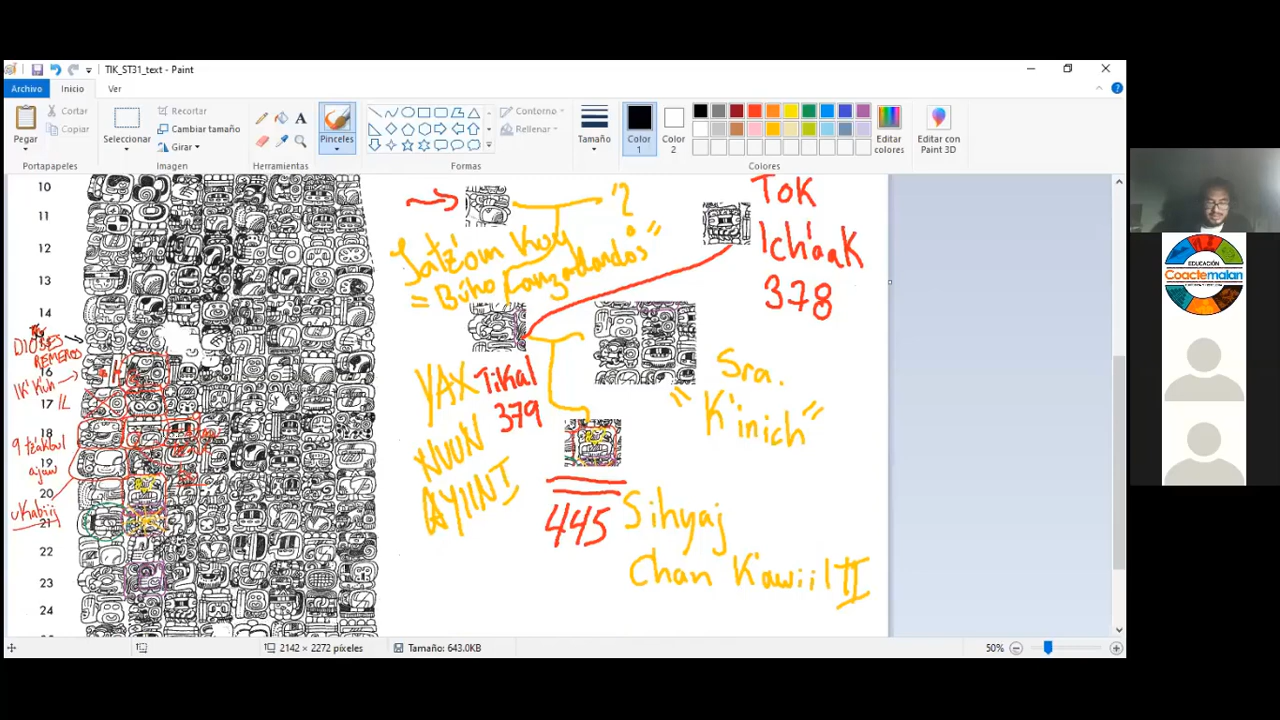 TIK_ST31_text - Paint
Archivo
Inicio
Ver
Pegar
Cortar
Copiar
Portapapeles
Seleccionar
Recortar
Cambiar tamaño
Girar
Imagen
Herramientas
Pinceles
Contorno
Rellenar
Formas
Tamaño
Color 1
Color 2
Editar colores
Editar con Paint 3D
Colores
10
11
12
13
14
16
17
18
19
20
21
22
23
24
DIOSES
REMEROS
9 tz'akbul
ajaw
ukabiij
?
Jatz'om Kuy
= "Búho Lanzadardos"
Tok
Ich'aak
378
YAX
NUUN
AYIIN I
Tikal
379
Sra.
"K'inich"
445
Sihyaj
Chan K'awiil II
EDUCACIÓN
Coactemalan
2142 × 2272 píxeles
Tamaño: 643.0KB
50%